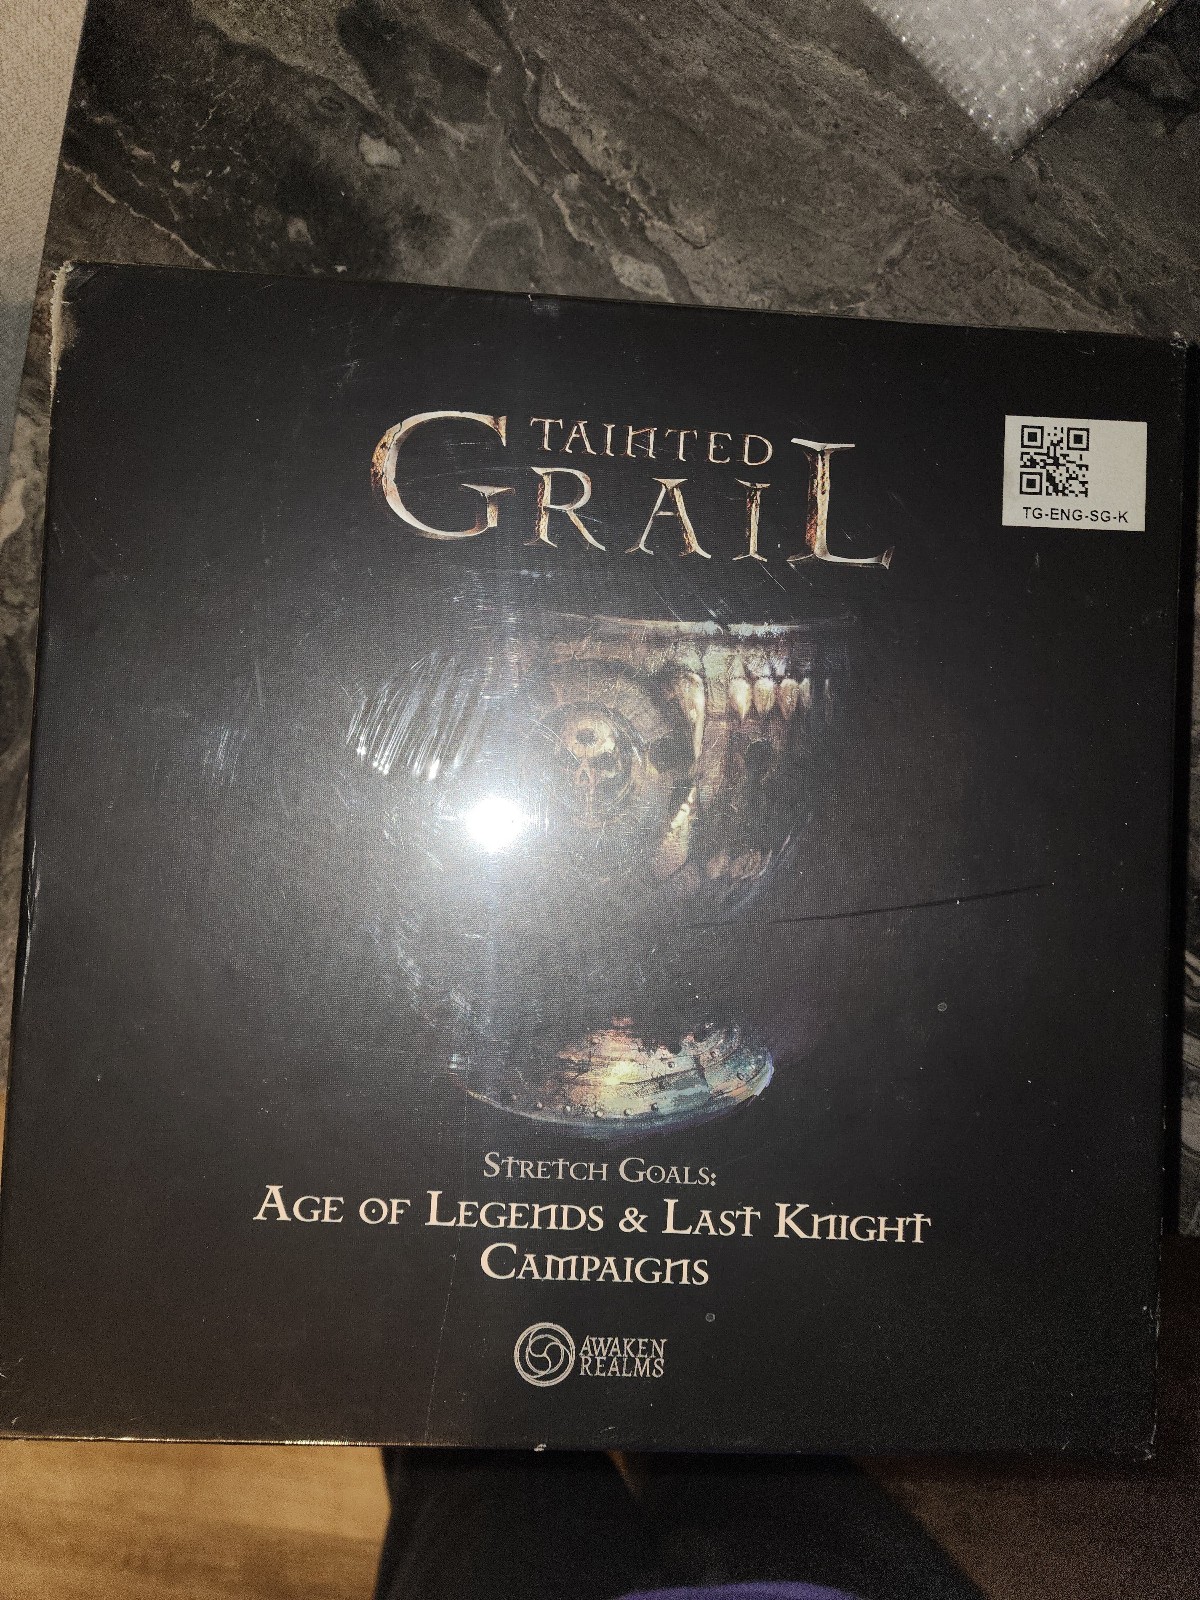 TAINTED
GRAIL
TG-ENG-SG-K
STRETCH GOALS:
AGE OF LEGENDS & LAST KNIGHT
CAMPAIGNS
AWAKEN
REALMS